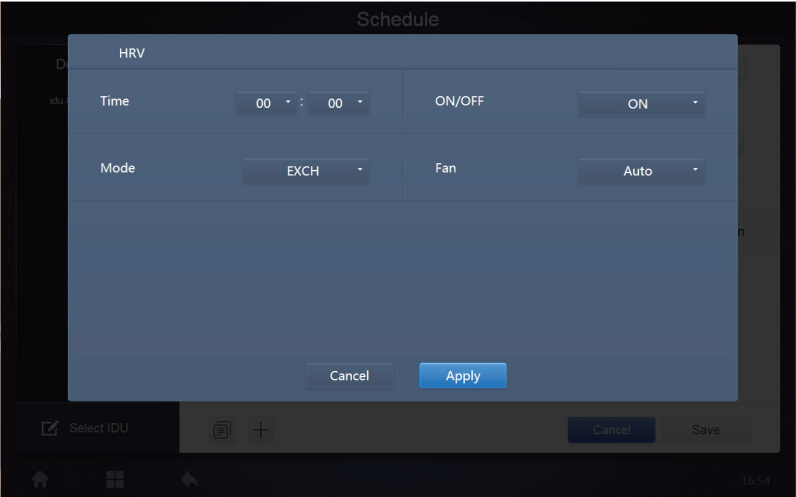 Schedule
HRV
Time 00 : 00 ON/OFF ON
Mode EXCH Fan Auto
Cancel Apply
Select IDU Cancel Save
16:54